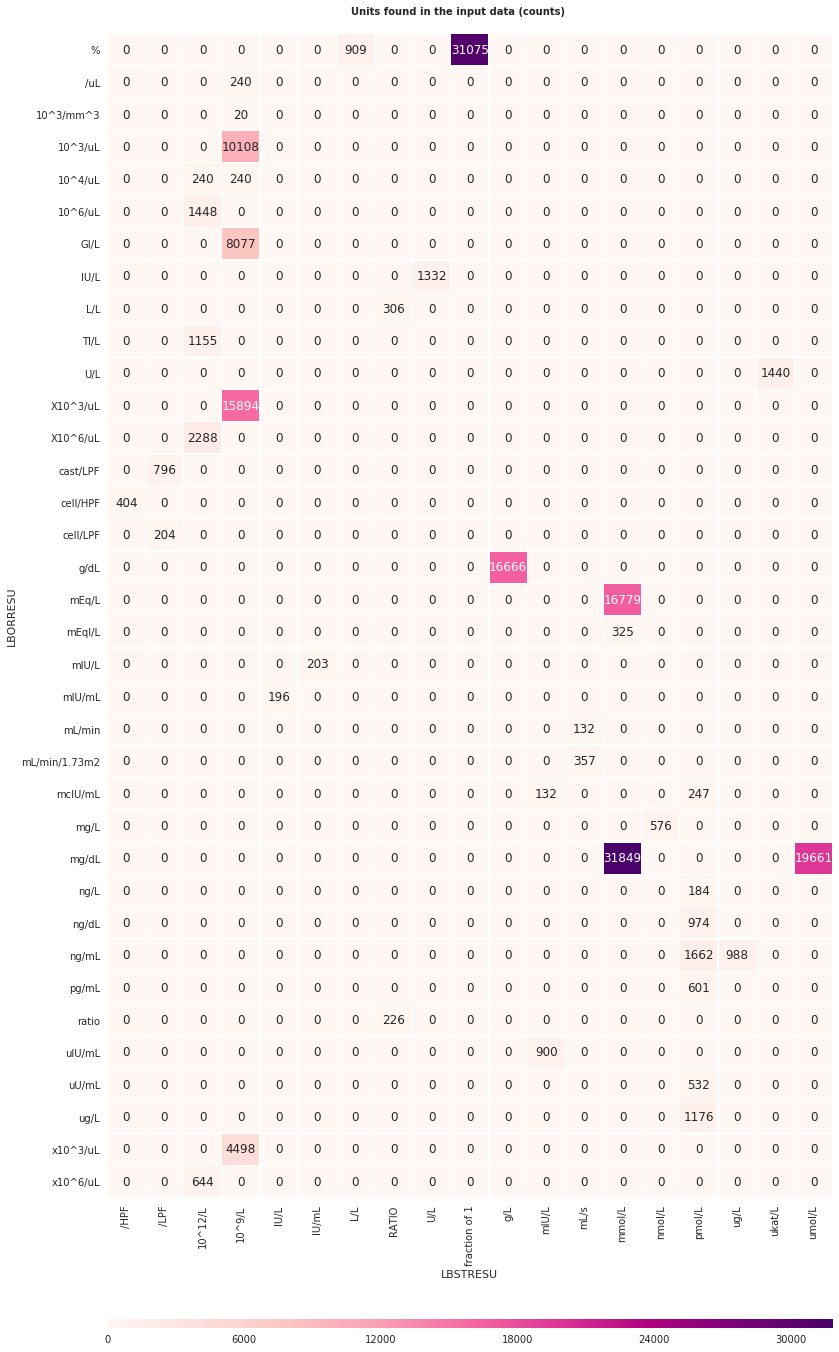 Units found in the input data (counts)
% 0 0 0 0 0 0 909 0 0 31075 0 0 0 0 0 0 0 0 0
/uL 0 0 0 240 0 0 0 0 0 0 0 0 0 0 0 0 0 0 0
10^3/mm^3 0 0 0 20 0 0 0 0 0 0 0 0 0 0 0 0 0 0 0
10^3/uL 0 0 0 10108 0 0 0 0 0 0 0 0 0 0 0 0 0 0 0
10^4/uL 0 0 240 240 0 0 0 0 0 0 0 0 0 0 0 0 0 0 0
10^6/uL 0 0 1448 0 0 0 0 0 0 0 0 0 0 0 0 0 0 0 0
GI/L 0 0 0 8077 0 0 0 0 0 0 0 0 0 0 0 0 0 0 0
IU/L 0 0 0 0 0 0 0 0 1332 0 0 0 0 0 0 0 0 0 0
L/L 0 0 0 0 0 0 0 306 0 0 0 0 0 0 0 0 0 0 0
TI/L 0 0 1155 0 0 0 0 0 0 0 0 0 0 0 0 0 0 0 0
U/L 0 0 0 0 0 0 0 0 0 0 0 0 0 0 0 0 0 1440 0
X10^3/uL 0 0 0 15894 0 0 0 0 0 0 0 0 0 0 0 0 0 0 0
X10^6/uL 0 0 2288 0 0 0 0 0 0 0 0 0 0 0 0 0 0 0 0
cast/LPF 0 796 0 0 0 0 0 0 0 0 0 0 0 0 0 0 0 0 0
cell/HPF 404 0 0 0 0 0 0 0 0 0 0 0 0 0 0 0 0 0 0
cell/LPF 0 204 0 0 0 0 0 0 0 0 0 0 0 0 0 0 0 0 0
g/dL 0 0 0 0 0 0 0 0 0 0 16666 0 0 0 0 0 0 0 0
mEq/L 0 0 0 0 0 0 0 0 0 0 0 0 0 16779 0 0 0 0 0
mEqI/L 0 0 0 0 0 0 0 0 0 0 0 0 0 325 0 0 0 0 0
mIU/L 0 0 0 0 0 203 0 0 0 0 0 0 0 0 0 0 0 0 0
mIU/mL 0 0 0 0 196 0 0 0 0 0 0 0 0 0 0 0 0 0 0
mL/min 0 0 0 0 0 0 0 0 0 0 0 0 132 0 0 0 0 0 0
mL/min/1.73m2 0 0 0 0 0 0 0 0 0 0 0 0 357 0 0 0 0 0 0
mcIU/mL 0 0 0 0 0 0 0 0 0 0 0 132 0 0 0 247 0 0 0
mg/L 0 0 0 0 0 0 0 0 0 0 0 0 0 0 576 0 0 0 0
mg/dL 0 0 0 0 0 0 0 0 0 0 0 0 0 31849 0 0 0 0 19661
ng/L 0 0 0 0 0 0 0 0 0 0 0 0 0 0 0 184 0 0 0
ng/dL 0 0 0 0 0 0 0 0 0 0 0 0 0 0 0 974 0 0 0
ng/mL 0 0 0 0 0 0 0 0 0 0 0 0 0 0 0 1662 988 0 0
pg/mL 0 0 0 0 0 0 0 0 0 0 0 0 0 0 0 601 0 0 0
ratio 0 0 0 0 0 0 0 226 0 0 0 0 0 0 0 0 0 0 0
uIU/mL 0 0 0 0 0 0 0 0 0 0 0 900 0 0 0 0 0 0 0
uU/mL 0 0 0 0 0 0 0 0 0 0 0 0 0 0 0 532 0 0 0
ug/L 0 0 0 0 0 0 0 0 0 0 0 0 0 0 0 1176 0 0 0
x10^3/uL 0 0 0 4498 0 0 0 0 0 0 0 0 0 0 0 0 0 0 0
x10^6/uL 0 0 644 0 0 0 0 0 0 0 0 0 0 0 0 0 0 0 0
LBORRESU
/HPF /LPF 10^12/L 10^9/L IU/L IU/mL L/L RATIO U/L fraction of 1 g/L mIU/L mL/s mmol/L nmol/L pmol/L ug/L ukat/L umol/L
LBSTRESU
0 6000 12000 18000 24000 30000